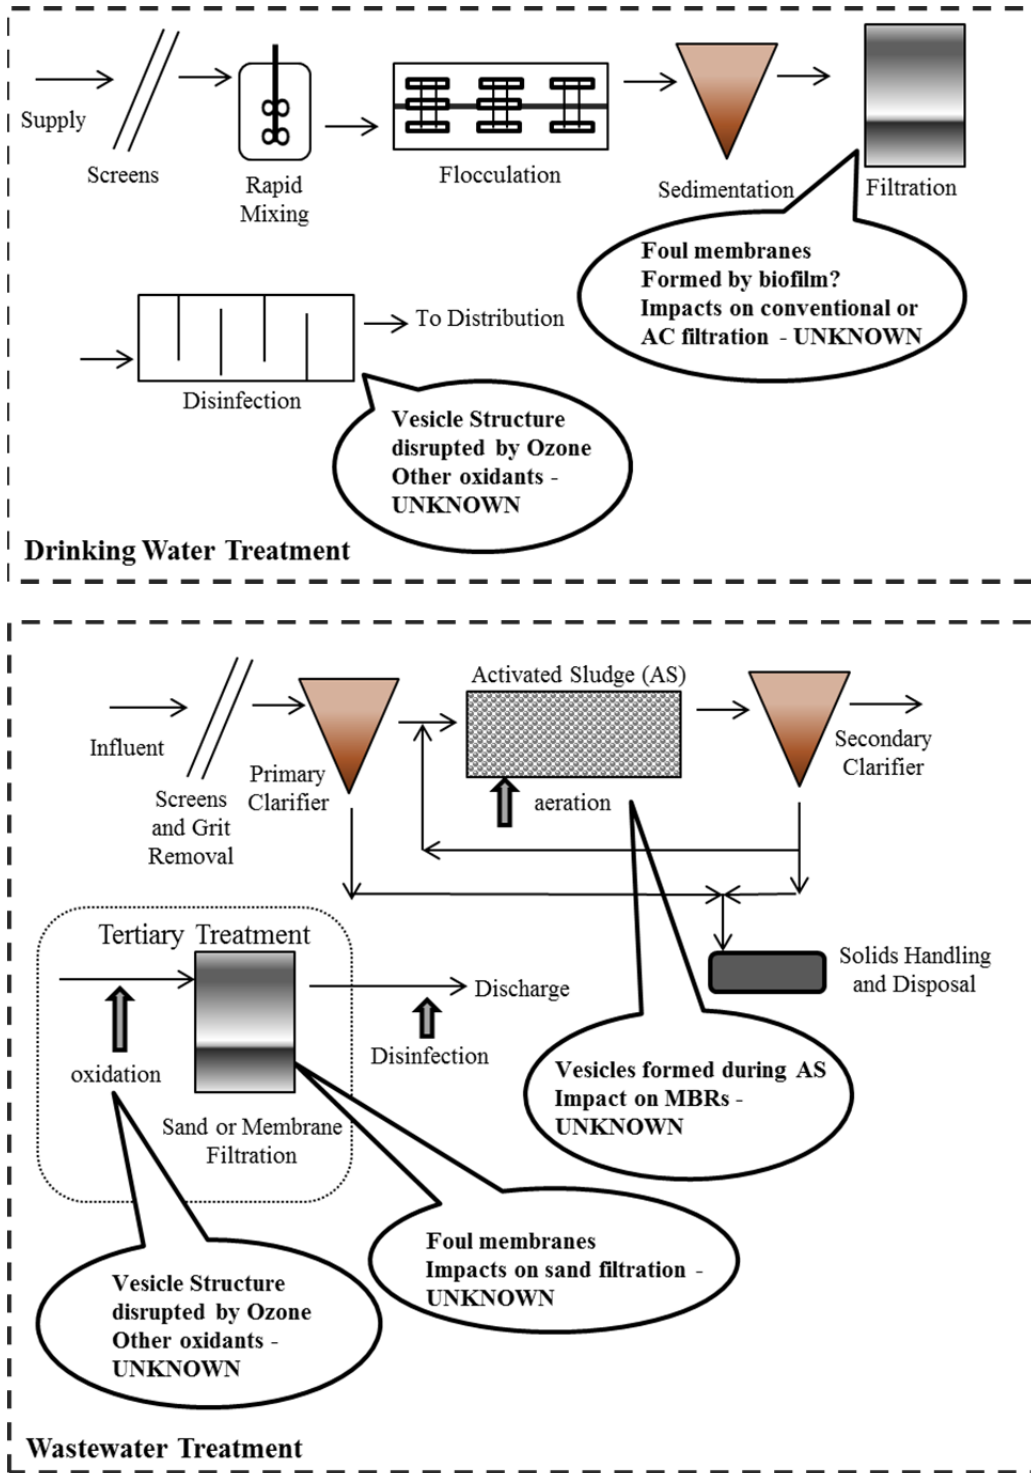 Supply
Screens
Rapid
Mixing
Flocculation
Sedimentation
Filtration
Foul membranes
Formed by biofilm?
Impacts on conventional or
AC filtration - UNKNOWN
To Distribution
Disinfection
Vesicle Structure
disrupted by Ozone
Other oxidants -
UNKNOWN
Drinking Water Treatment
Influent
Screens
and Grit
Removal
Primary
Clarifier
Activated Sludge (AS)
aeration
Secondary
Clarifier
Solids Handling
and Disposal
Vesicles formed during AS
Impact on MBRs -
UNKNOWN
Tertiary Treatment
oxidation
Sand or Membrane
Filtration
Discharge
Disinfection
Foul membranes
Impacts on sand filtration -
UNKNOWN
Vesicle Structure
disrupted by Ozone
Other oxidants -
UNKNOWN
Wastewater Treatment